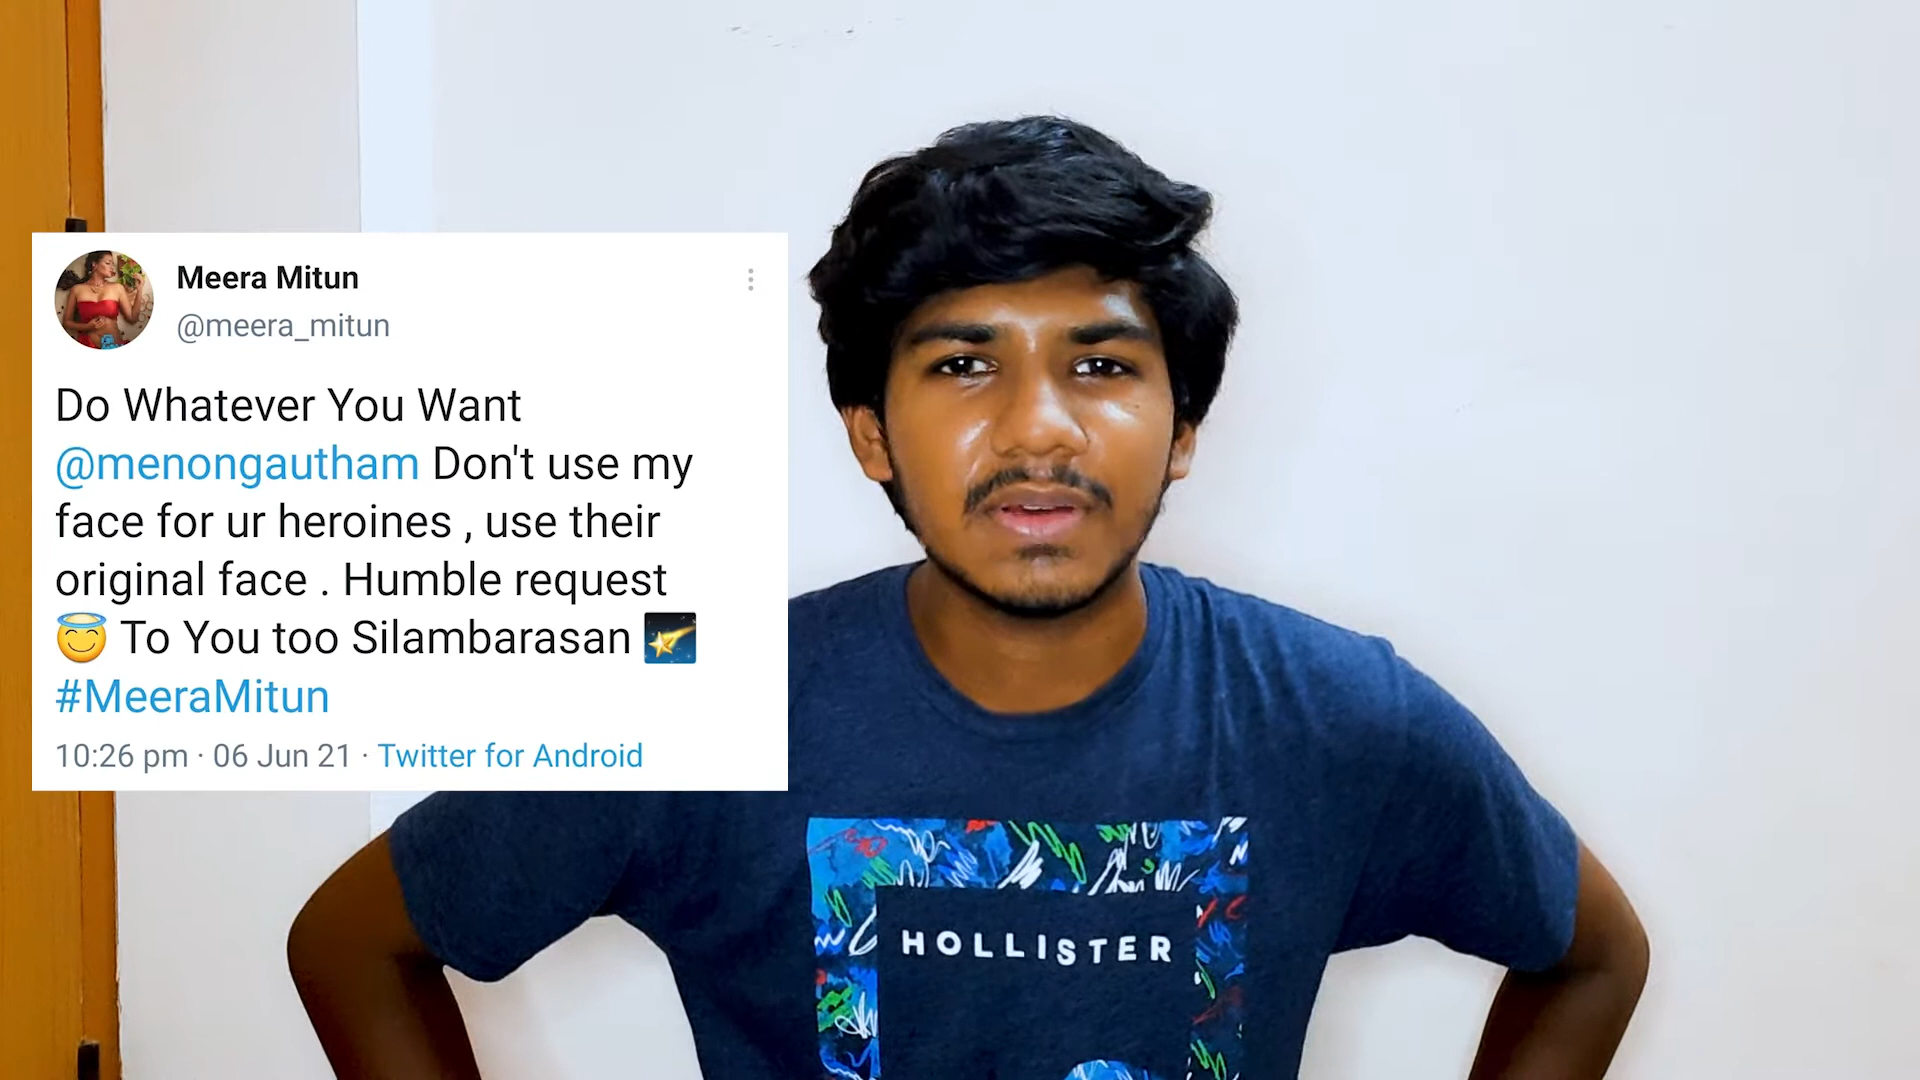 Meera Mitun
@meera_mitun
Do Whatever You Want
@menongautham Don't use my
face for ur heroines , use their
original face . Humble request
😇 To You too Silambarasan 🌠
#MeeraMitun
10:26 pm · 06 Jun 21 · Twitter for Android
HOLLISTER